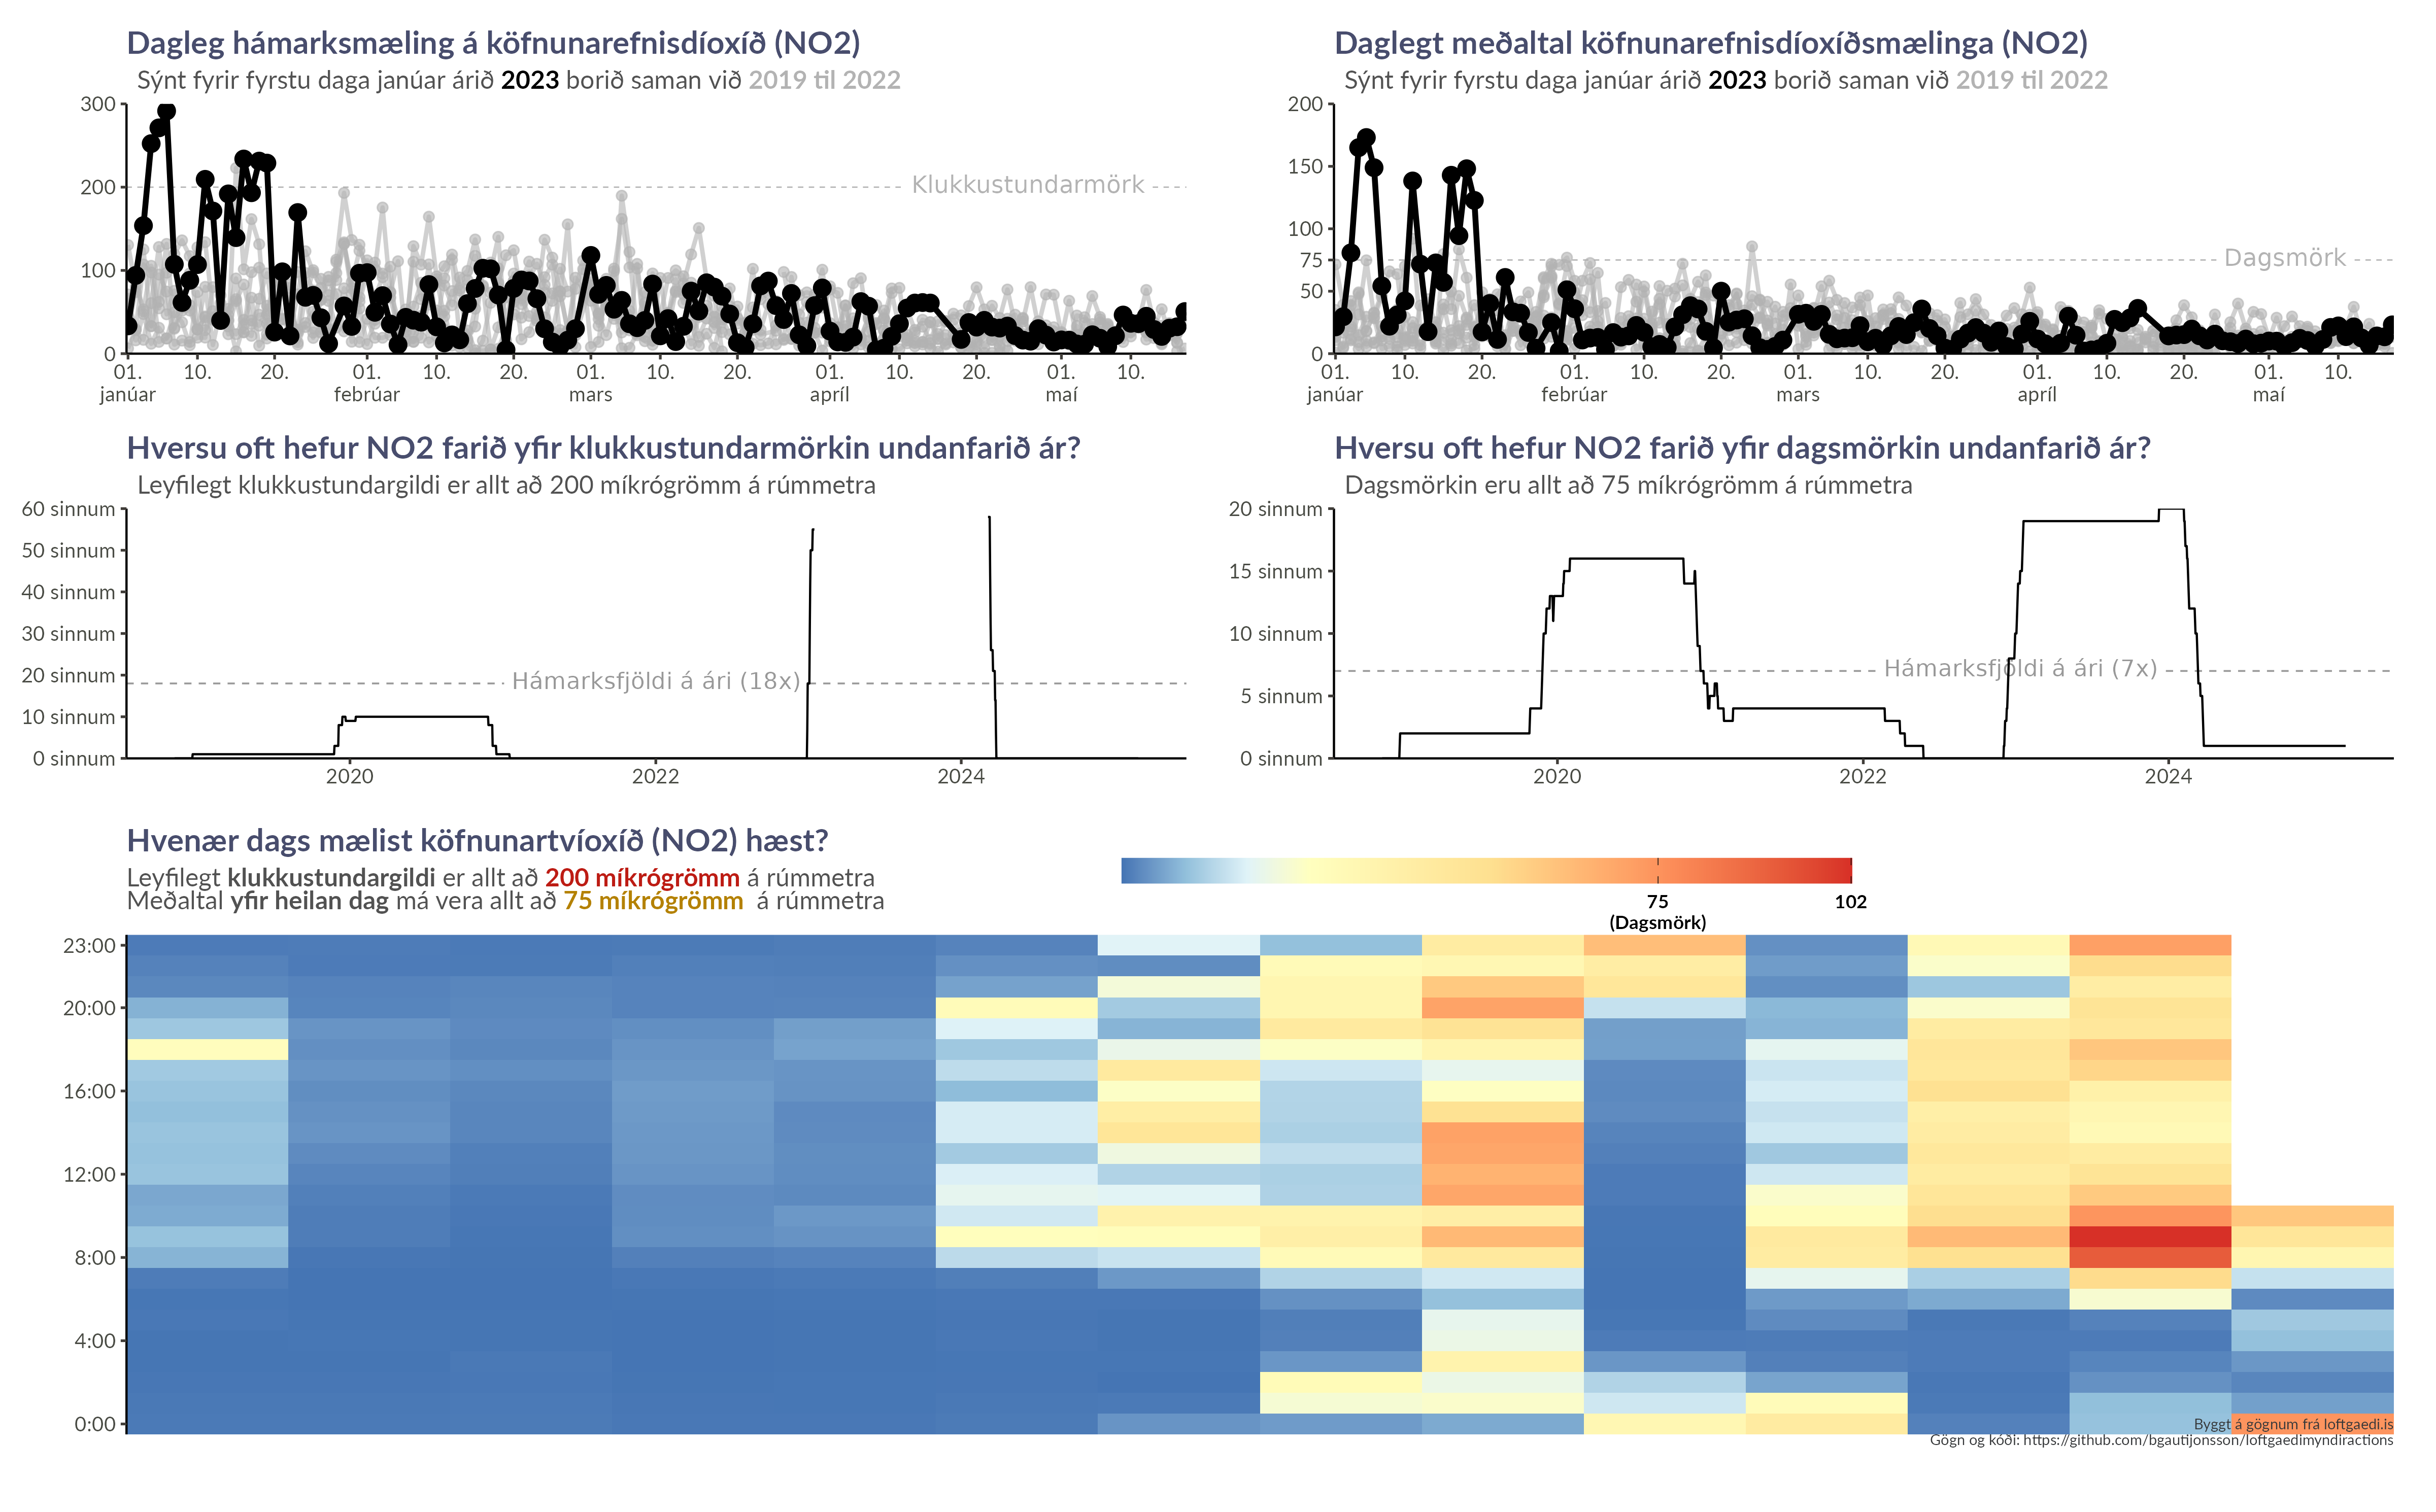 Dagleg hámarksmæling á köfnunarefnisdíoxíð (NO2)
Sýnt fyrir fyrstu daga janúar árið 2023 borið saman við 2019 til 2022
300
200
100
0
Klukkustundarmörk
01. 10. 20. 01. 10. 20. 01. 10. 20. 01. 10. 20. 01. 10.
janúar febrúar mars apríl maí
Daglegt meðaltal köfnunarefnisdíoxíðsmælinga (NO2)
Sýnt fyrir fyrstu daga janúar árið 2023 borið saman við 2019 til 2022
200
150
100
75
50
0
Dagsmörk
01. 10. 20. 01. 10. 20. 01. 10. 20. 01. 10. 20. 01. 10.
janúar febrúar mars apríl maí
Hversu oft hefur NO2 farið yfir klukkustundarmörkin undanfarið ár?
Leyfilegt klukkustundargildi er allt að 200 míkrógrömm á rúmmetra
60 sinnum
50 sinnum
40 sinnum
30 sinnum
20 sinnum
10 sinnum
0 sinnum
Hámarksfjöldi á ári (18x)
2020 2022 2024
Hversu oft hefur NO2 farið yfir dagsmörkin undanfarið ár?
Dagsmörkin eru allt að 75 míkrógrömm á rúmmetra
20 sinnum
15 sinnum
10 sinnum
5 sinnum
0 sinnum
Hámarksfjöldi á ári (7x)
2020 2022 2024
Hvenær dags mælist köfnunartvíoxíð (NO2) hæst?
Leyfilegt klukkustundargildi er allt að 200 míkrógrömm á rúmmetra
Meðaltal yfir heilan dag má vera allt að 75 míkrógrömm á rúmmetra
75 102
(Dagsmörk)
23:00
20:00
16:00
12:00
8:00
4:00
0:00
Byggt á gögnum frá loftgaedi.is
Gögn og kóði: https://github.com/bgautijonsson/loftgaedimyndiractions